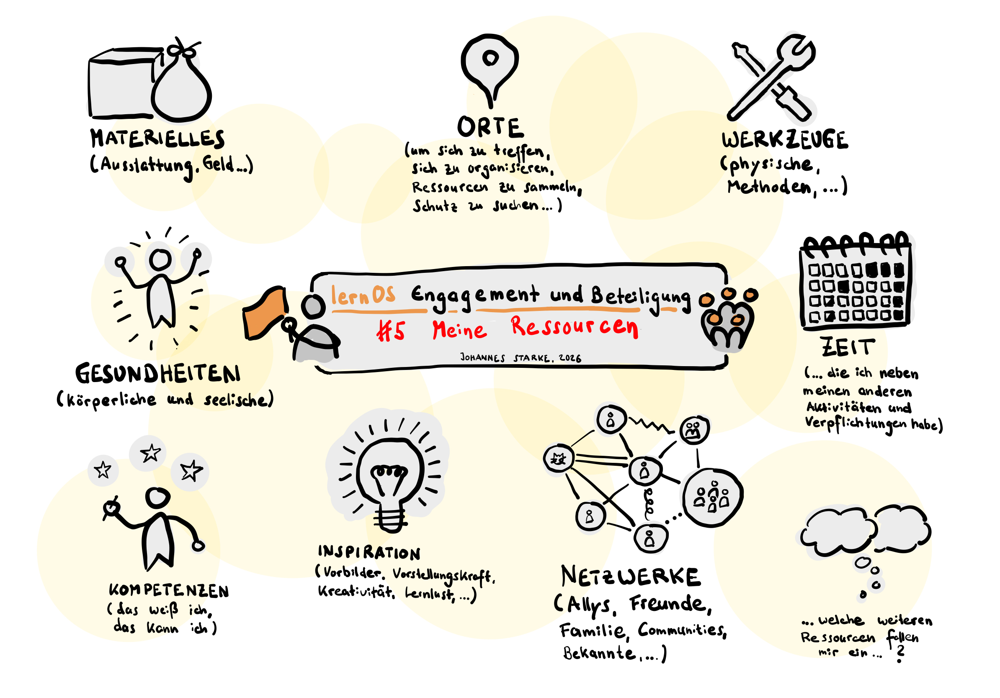 MATERIELLES
(Ausstattung, Geld...)
ORTE
(um sich zu treffen,
sich zu organisieren,
Ressourcen zu sammeln,
Schutz zu suchen...)
WERKZEUGE
(physische,
Methoden, ...)
GESUNDHEITEN
(körperliche und seelische)
lernOS Engagement und Beteiligung
#5 Meine Ressourcen
JOHANNES STARKE, 2026
ZEIT
(... die ich neben
meinen anderen
Aktivitäten und
Verpflichtungen habe)
KOMPETENZEN
(das weiß ich,
das kann ich)
INSPIRATION
(Vorbilder, Vorstellungskraft,
Kreativität, Lernlust, ...)
NETZWERKE
(Allys, Freunde,
Familie, Communities,
Bekannte, ...)
... welche weiteren
Ressourcen fallen
mir ein... ?